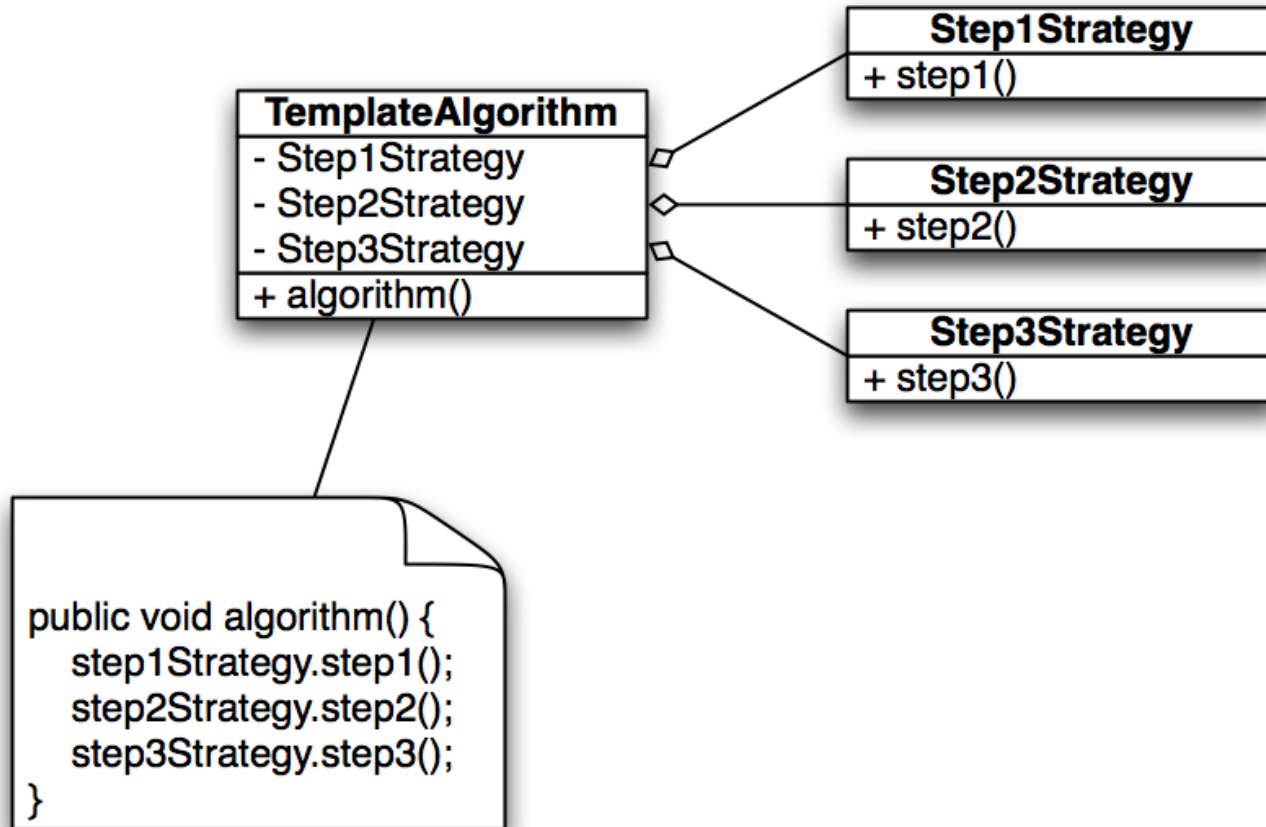 TemplateAlgorithm
- Step1Strategy
- Step2Strategy
- Step3Strategy
+ algorithm()
Step1Strategy
+ step1()
Step2Strategy
+ step2()
Step3Strategy
+ step3()
public void algorithm() {
step1Strategy.step1();
step2Strategy.step2();
step3Strategy.step3();
}